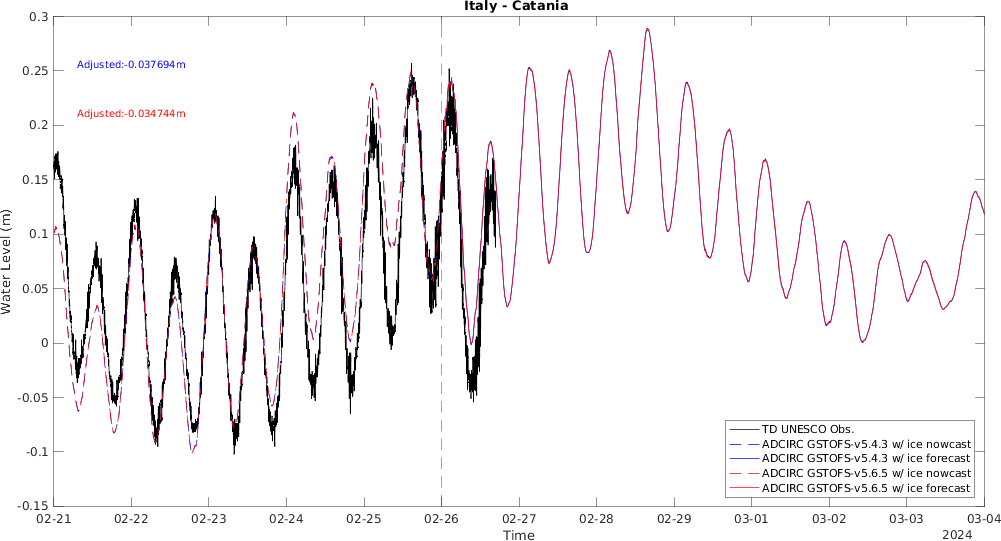 Italy - Catania
Adjusted:-0.037694m
Adjusted:-0.034744m
Water Level (m)
0.3
0.25
0.2
0.15
0.1
0.05
0
-0.05
-0.1
-0.15
02-21 02-22 02-23 02-24 02-25 02-26 02-27 02-28 02-29 03-01 03-02 03-03 03-04
Time
2024
TD UNESCO Obs.
ADCIRC GSTOFS-v5.4.3 w/ ice nowcast
ADCIRC GSTOFS-v5.4.3 w/ ice forecast
ADCIRC GSTOFS-v5.6.5 w/ ice nowcast
ADCIRC GSTOFS-v5.6.5 w/ ice forecast